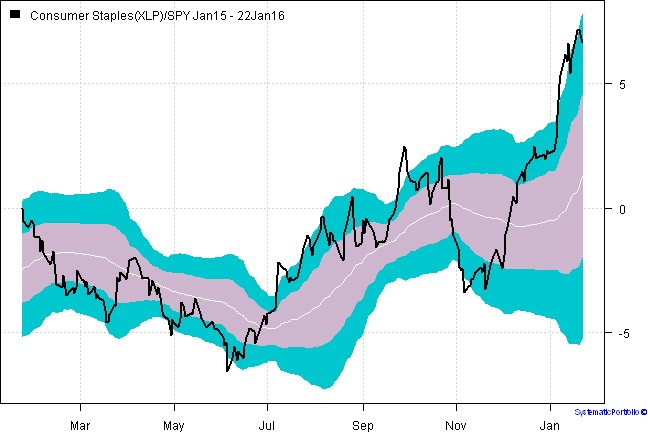 Consumer Staples(XLP)/SPY Jan15 - 22Jan16
5
0
-5
Mar May Jul Sep Nov Jan
SystematicPortfolio ©